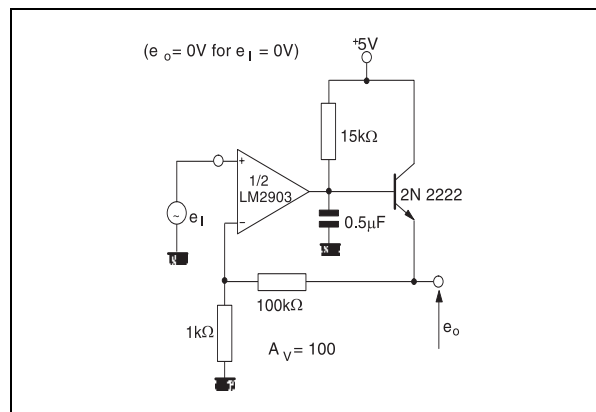 +5V
(e o = 0V for e I = 0V)
15kΩ
1/2
LM2903
+
−
2N 2222
0.5µF
~
e I
100kΩ
1kΩ
A V = 100
e o